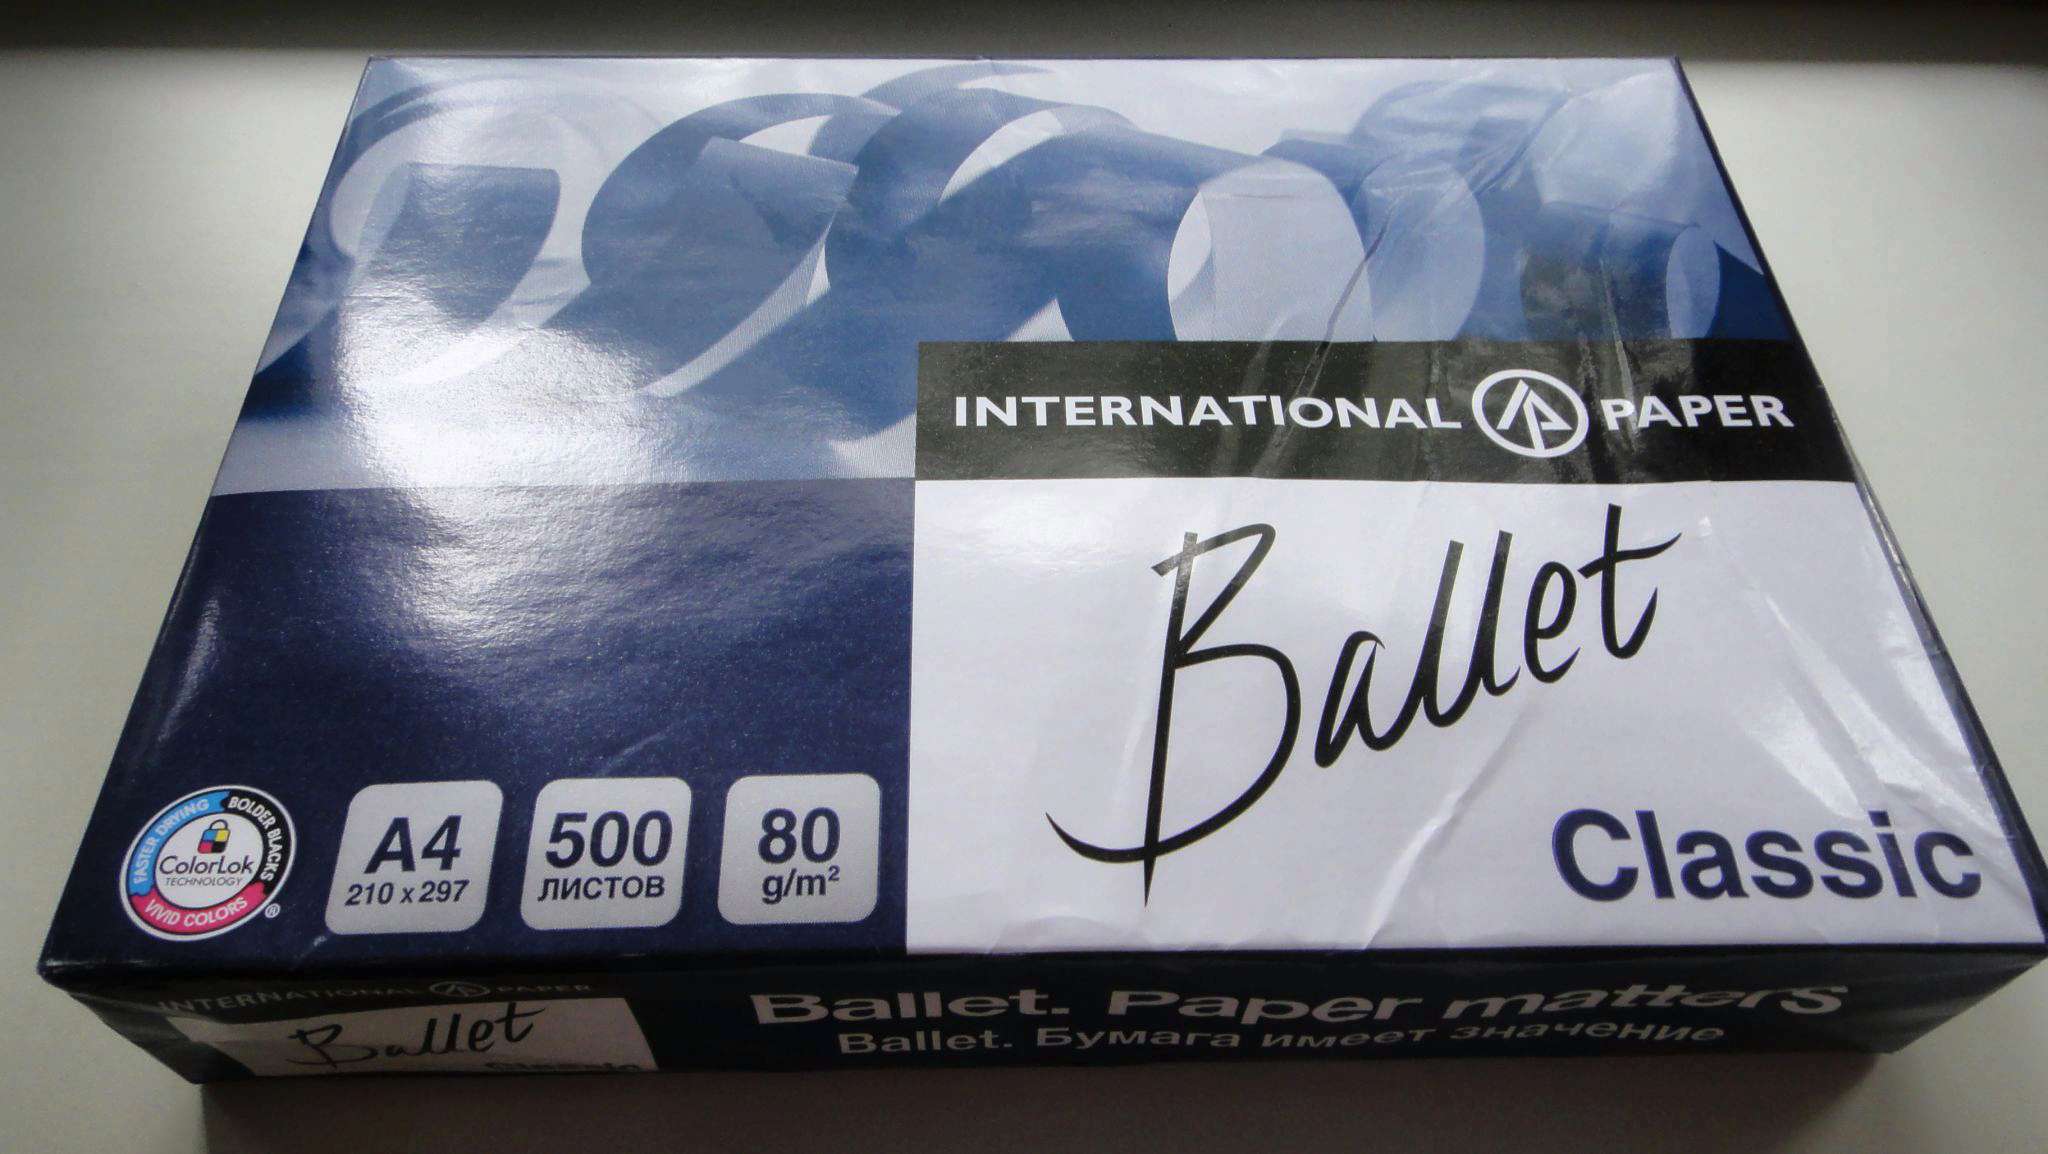 INTERNATIONAL PAPER
Ballet
Classic
FASTER DRYING
BOLDER BLACKS
ColorLok
TECHNOLOGY
VIVID COLORS
®
A4
210 x 297
500
ЛИСТОВ
80
g/m²
INTERNATIONAL PAPER
Ballet
Classic
Ballet. Paper matters
Ballet. Бумага имеет значение